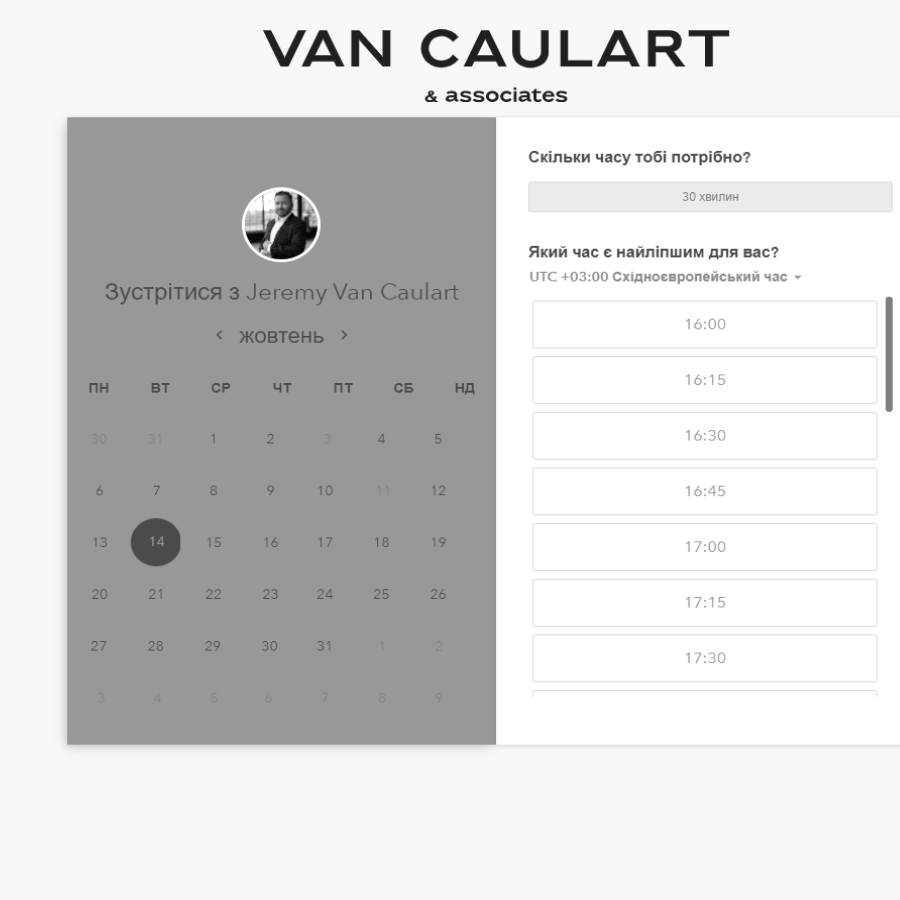 VAN CAULART
& associates
Зустрітися з Jeremy Van Caulart
< жовтень >
ПН ВТ СР ЧТ ПТ СБ НД
30 31 1 2 3 4 5
6 7 8 9 10 11 12
13 14 15 16 17 18 19
20 21 22 23 24 25 26
27 28 29 30 31 1 2
3 4 5 6 7 8 9
Скільки часу тобі потрібно?
30 хвилин
Який час є найліпшим для вас?
UTC +03:00 Східноєвропейський час
16:00
16:15
16:30
16:45
17:00
17:15
17:30